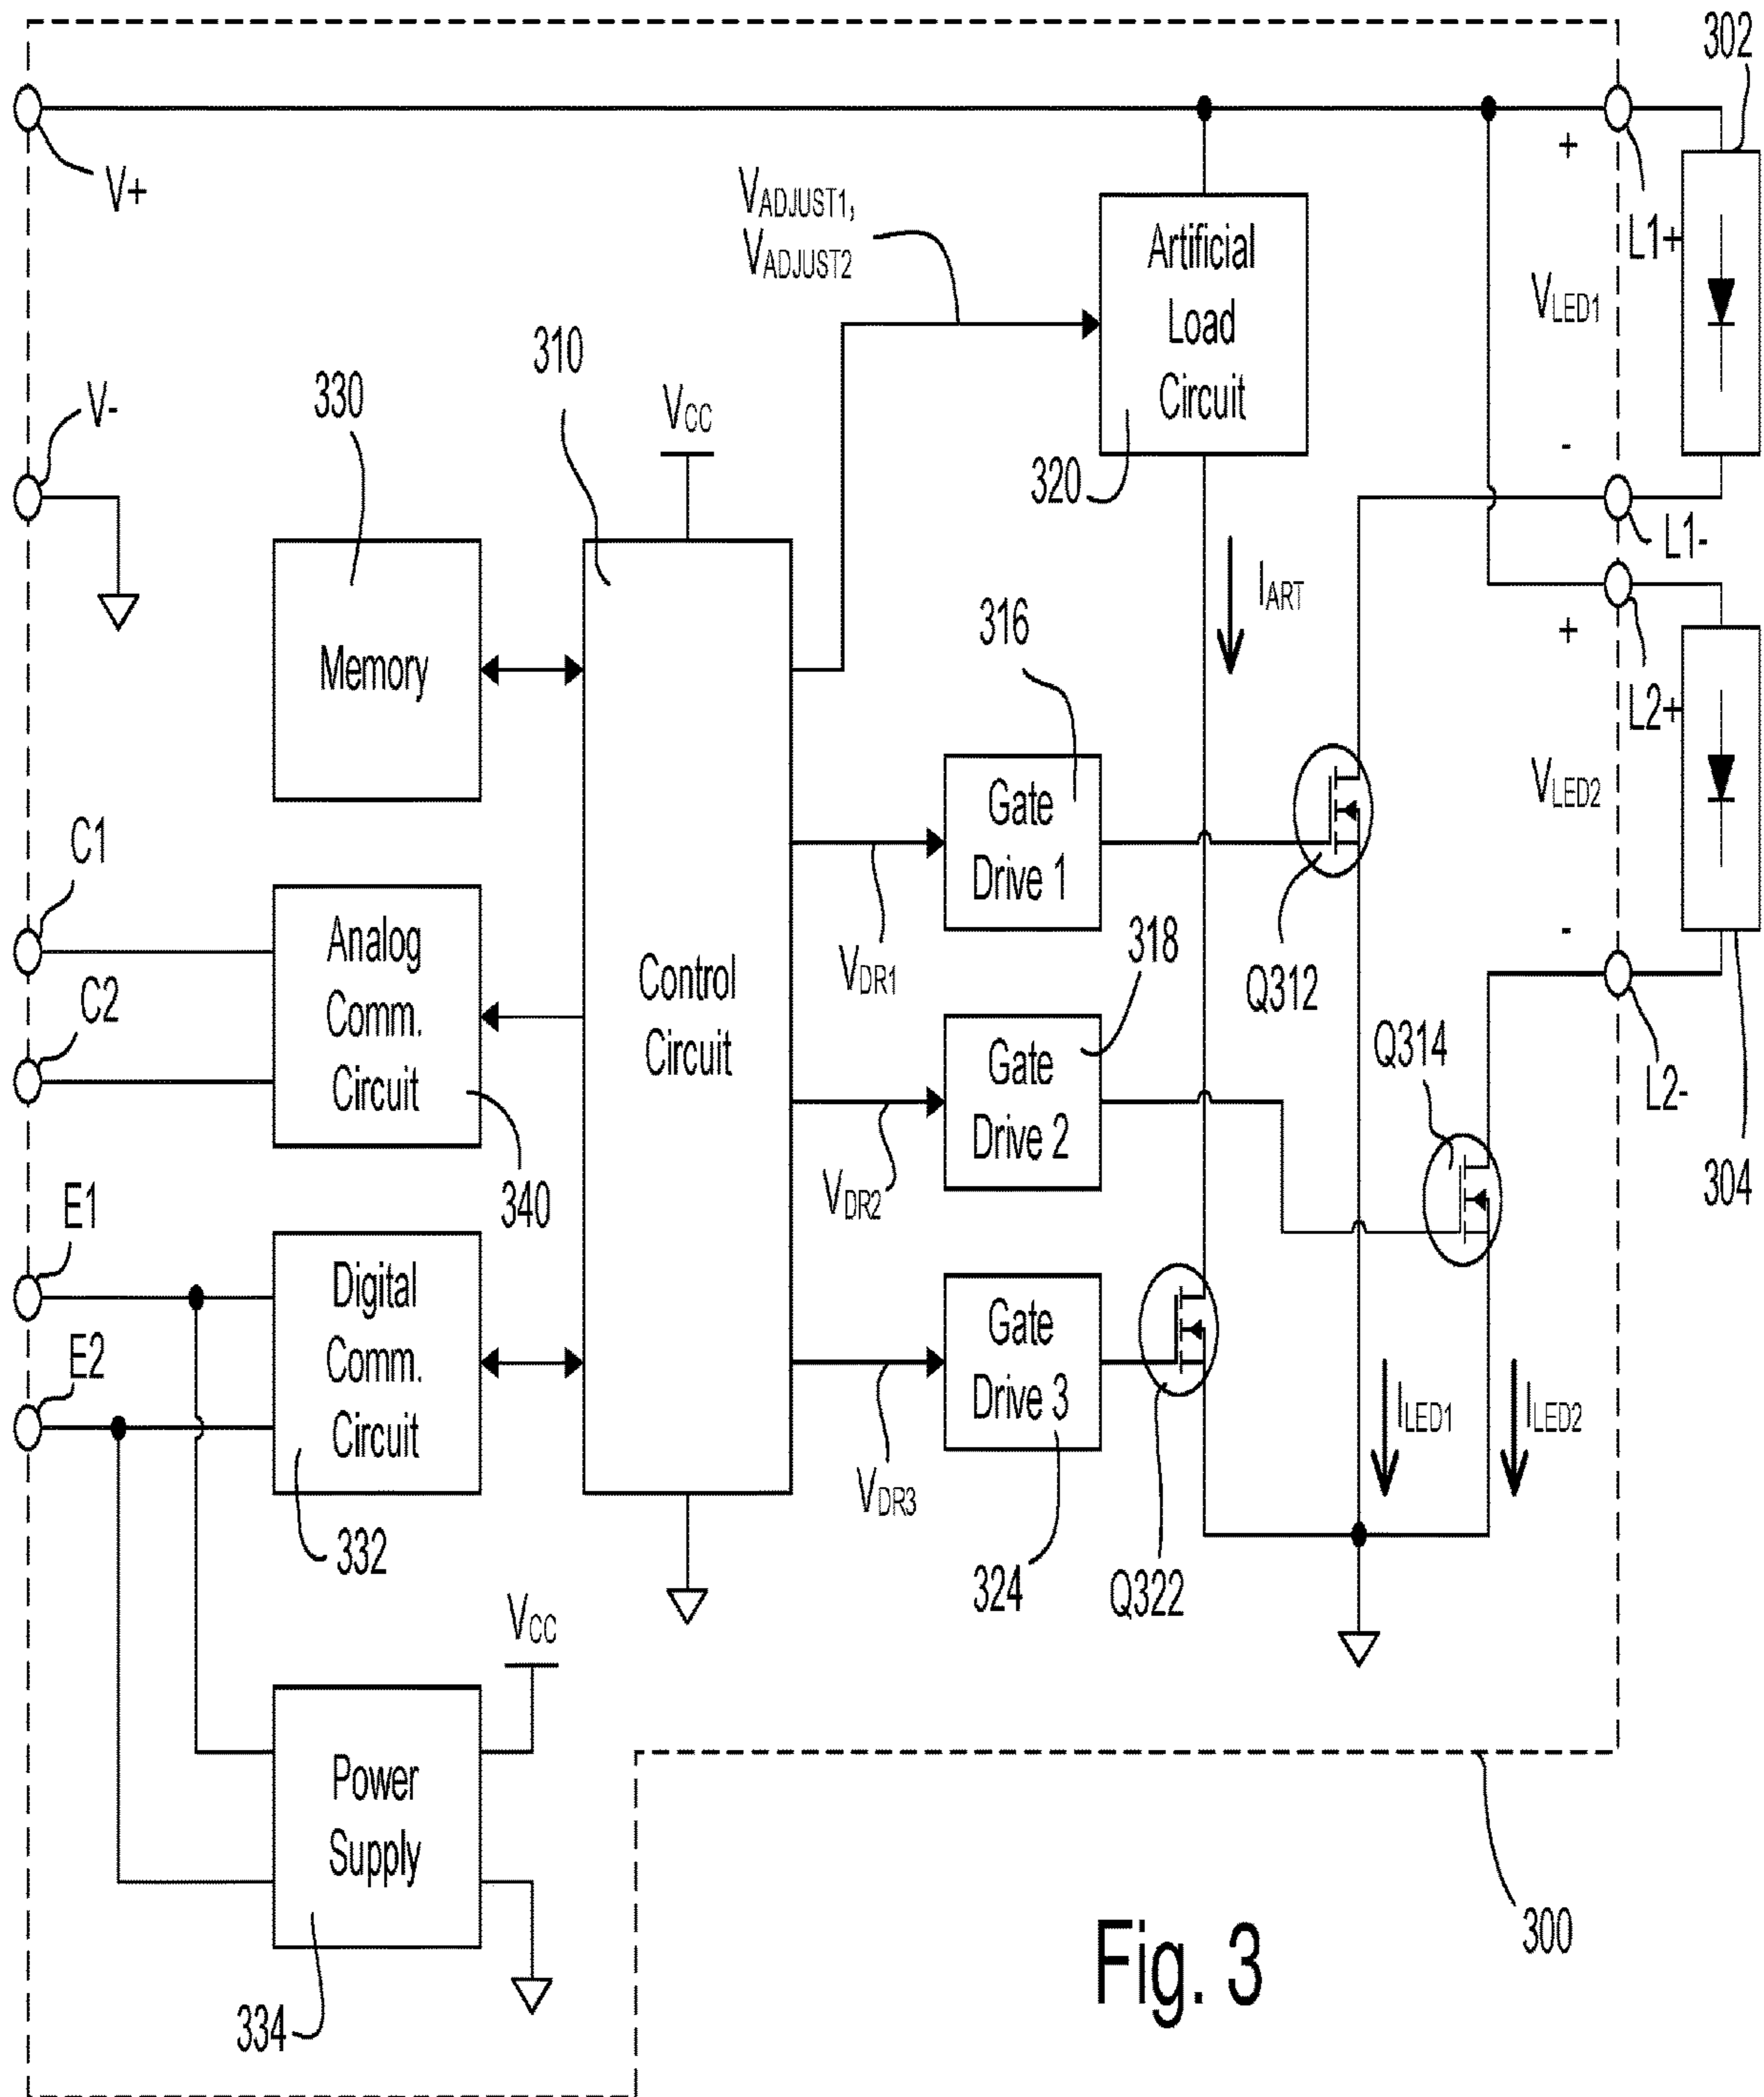 302
V+
VADJUST1,
VADJUST2
Artificial
Load
Circuit
+
L1+
VLED1
310
V-
330
VCC
-
320
L1-
IART
316
+
Memory
L2+
VLED2
Gate
Drive 1
C1
Analog
Comm.
Circuit
318
-
VDR1
Q312
Control
Circuit
C2
Q314
Gate
Drive 2
L2-
304
340
VDR2
E1
Digital
Comm.
Circuit
Gate
Drive 3
E2
ILED1
ILED2
VDR3
332
324
Q322
VCC
Power
Supply
300
334
Fig. 3